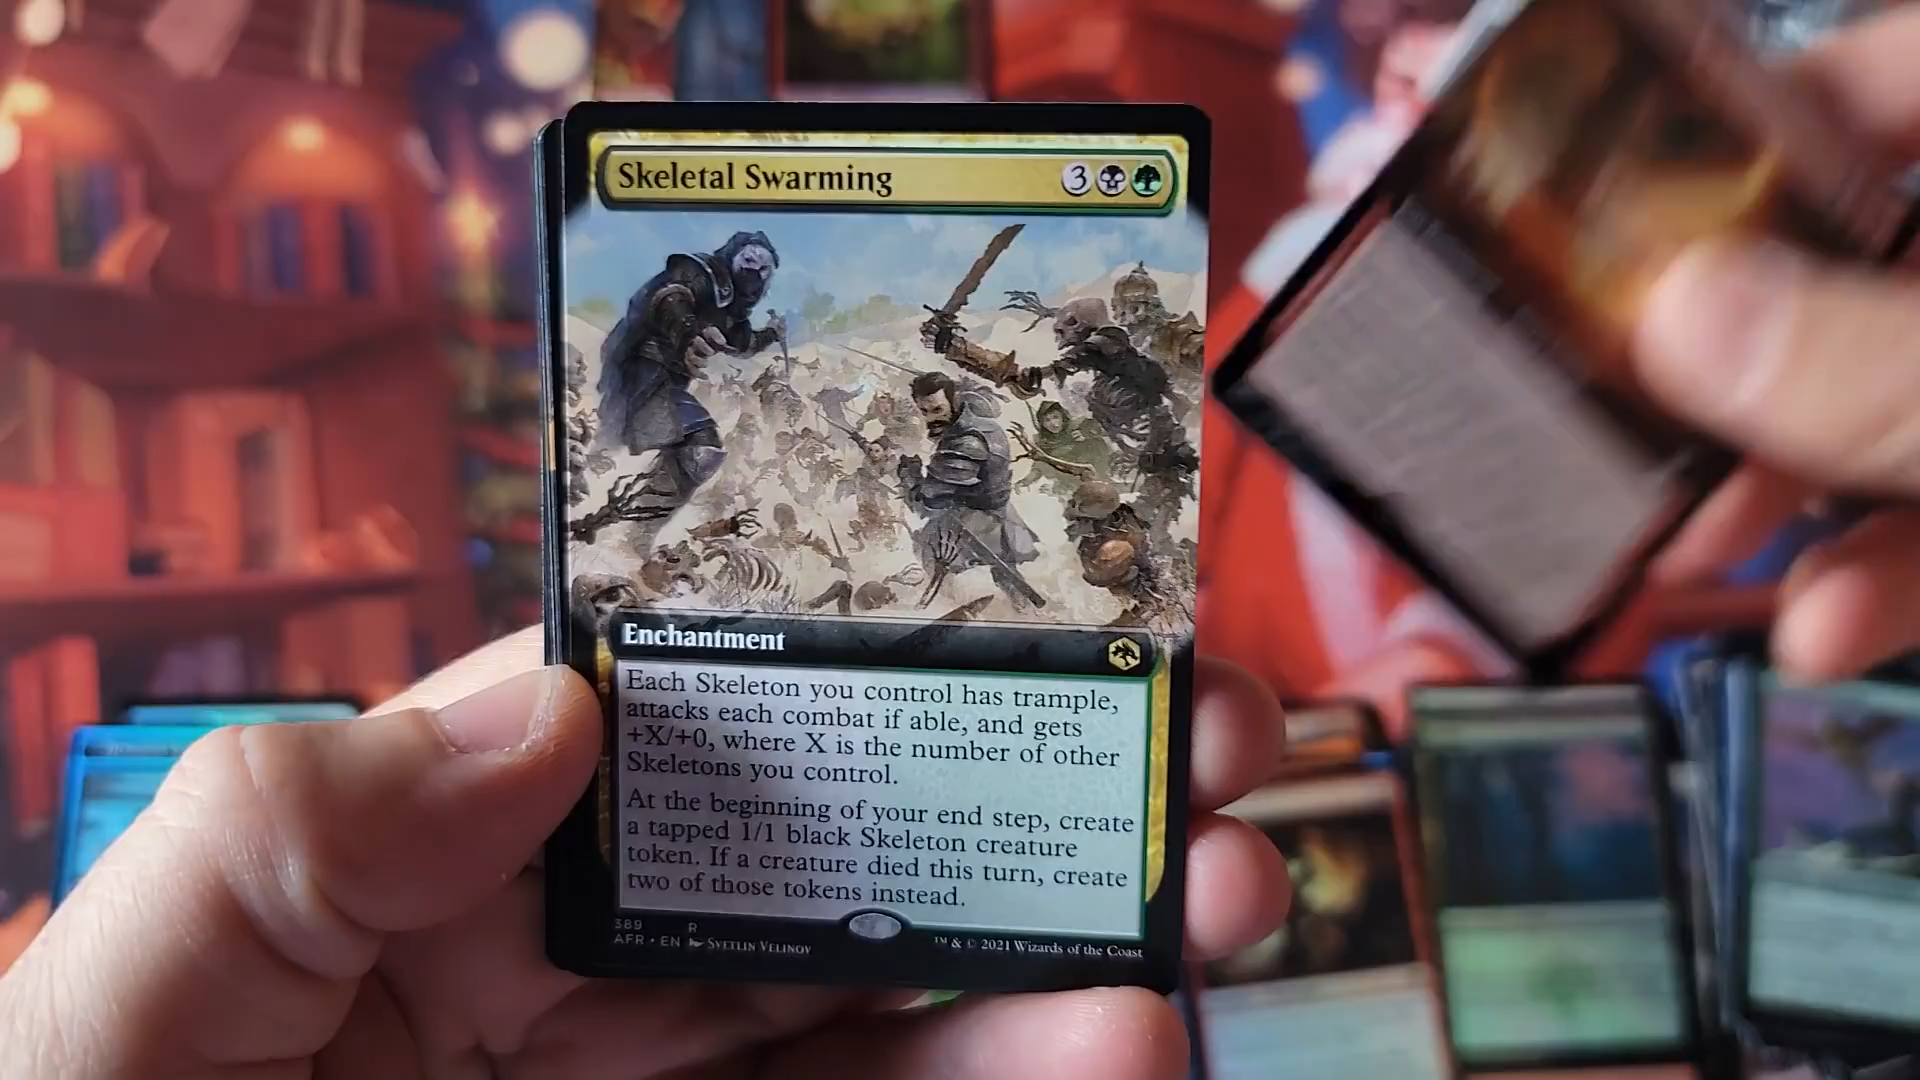 Skeletal Swarming 3
Enchantment
Each Skeleton you control has trample,
attacks each combat if able, and gets
+X/+0, where X is the number of other
Skeletons you control.
At the beginning of your end step, create
a tapped 1/1 black Skeleton creature
token. If a creature died this turn, create
two of those tokens instead.
389 R
AFR • EN Svetlin Velinov
™ & © 2021 Wizards of the Coast